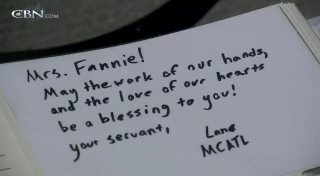 CBN.COM
Mrs. Fannie!
May the work of our hands,
and the love of our hearts
be a blessing to you!
your servant,
Lane
MCATL